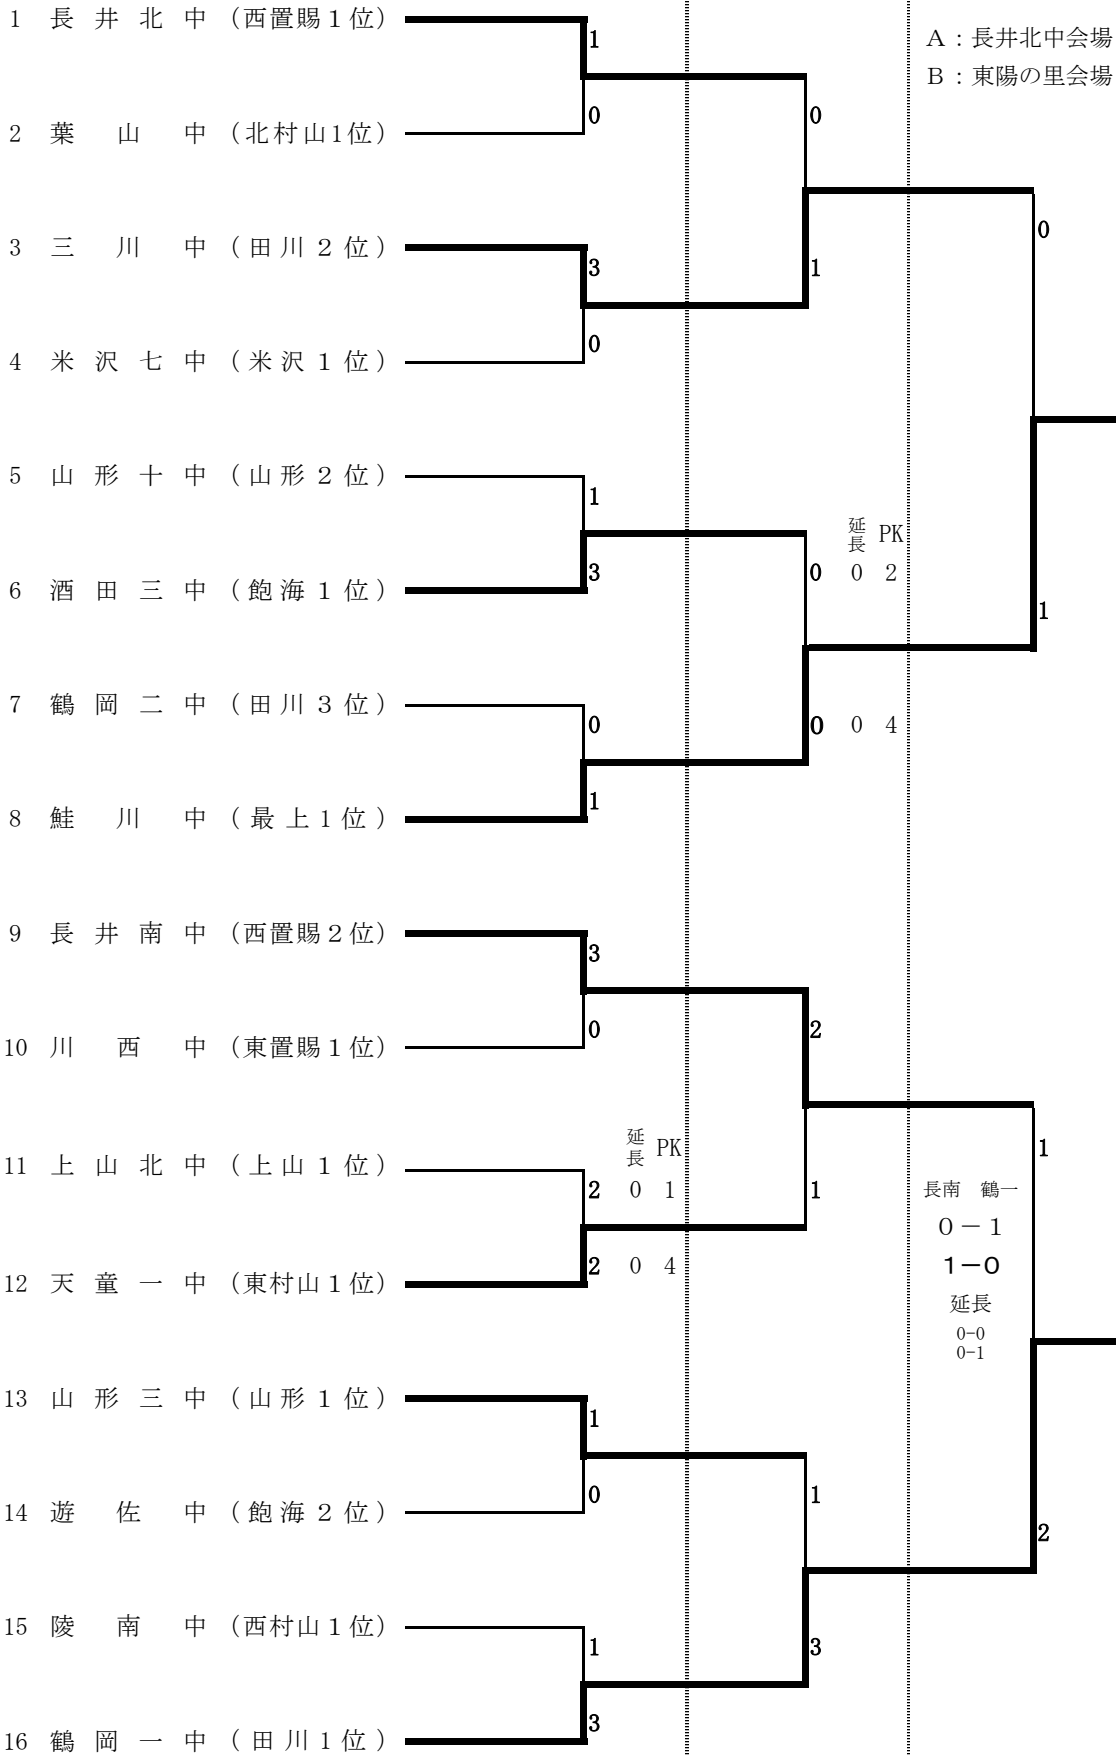 1 長井北中 (西置賜１位)
1
A：長井北中会場
B：東陽の里会場
0
0
2 葉山中 (北村山1位)
0
3 三川中 (田川２位)
3
1
0
4 米沢七中 (米沢１位)
5 山形十中 (山形２位)
1
延長 PK
3
0 0 2
6 酒田三中 (飽海１位)
1
7 鶴岡二中 (田川３位)
0
0 0 4
1
8 鮭川中 (最上1位)
9 長井南中 (西置賜２位)
3
0
2
10 川西中 (東置賜１位)
延長 PK
1
11 上山北中 (上山１位)
2 0 1
1
長南 鶴一
０－１
１－０
延長
0-0
0-1
2 0 4
12 天童一中 (東村山１位)
13 山形三中 (山形１位)
1
0
1
14 遊佐中 (飽海２位)
2
15 陵南中 (西村山１位)
1
3
3
16 鶴岡一中 (田川１位)